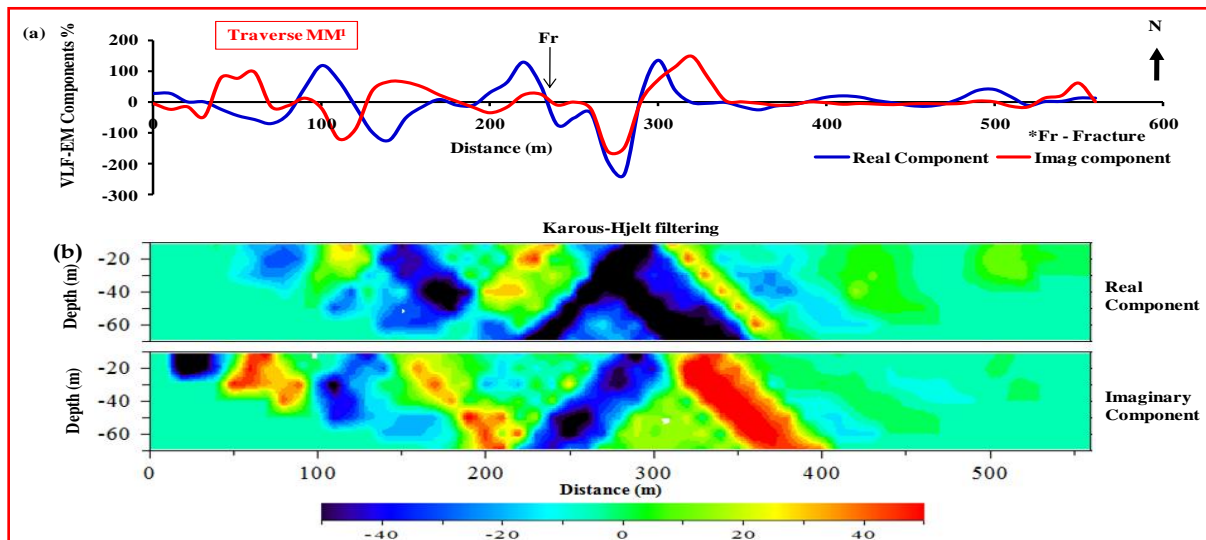 (a)
Traverse MM¹
Fr
N
VLF-EM Components %
200
100
0
-100
-200
-300
0
100
200
300
400
500
600
Distance (m)
*Fr - Fracture
Real Component
Imag component
Karous-Hjelt filtering
(b)
Depth (m)
-20
-40
-60
Real
Component
Depth (m)
-20
-40
-60
Imaginary
Component
0
100
200
300
400
500
Distance (m)
-40
-20
0
20
40